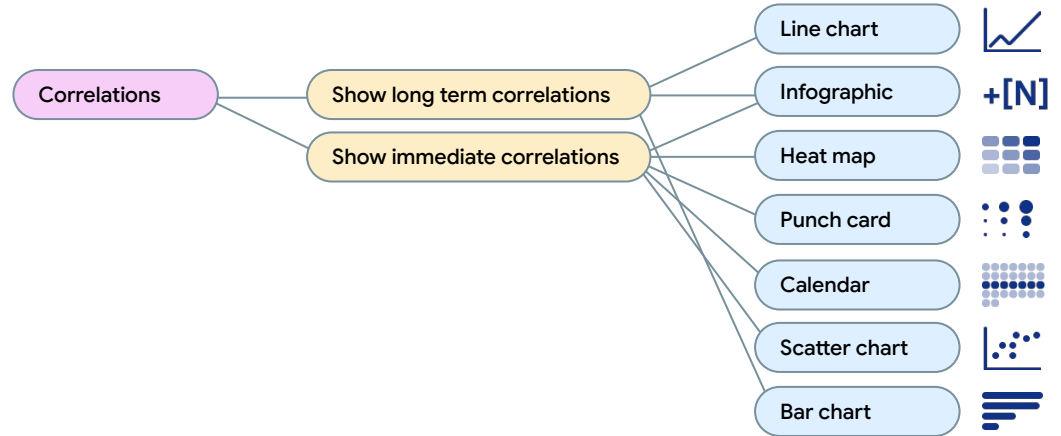 Correlations
Show long term correlations
Show immediate correlations
Line chart
Infographic
+[N]
Heat map
Punch card
Calendar
Scatter chart
Bar chart